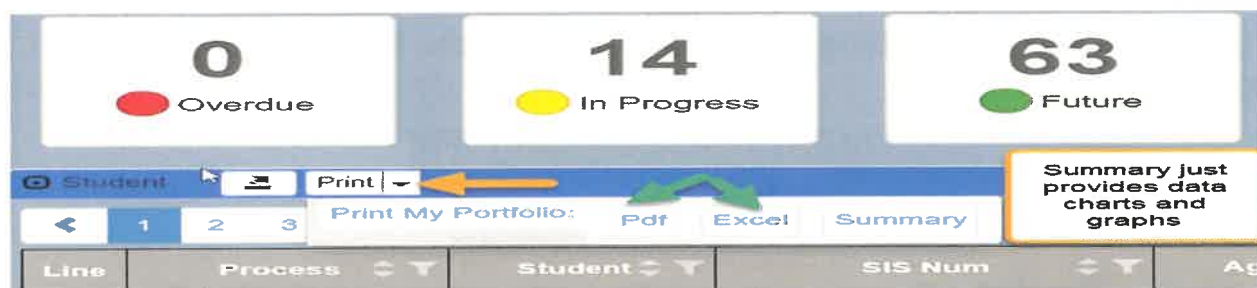 0
Overdue
14
In Progress
63
Future
Student
Print
Summary just
provides data
charts and
graphs
1
2
3
Print My Portfolio:
Pdf
Excel
Summary
Line
Process
Student
SIS Num